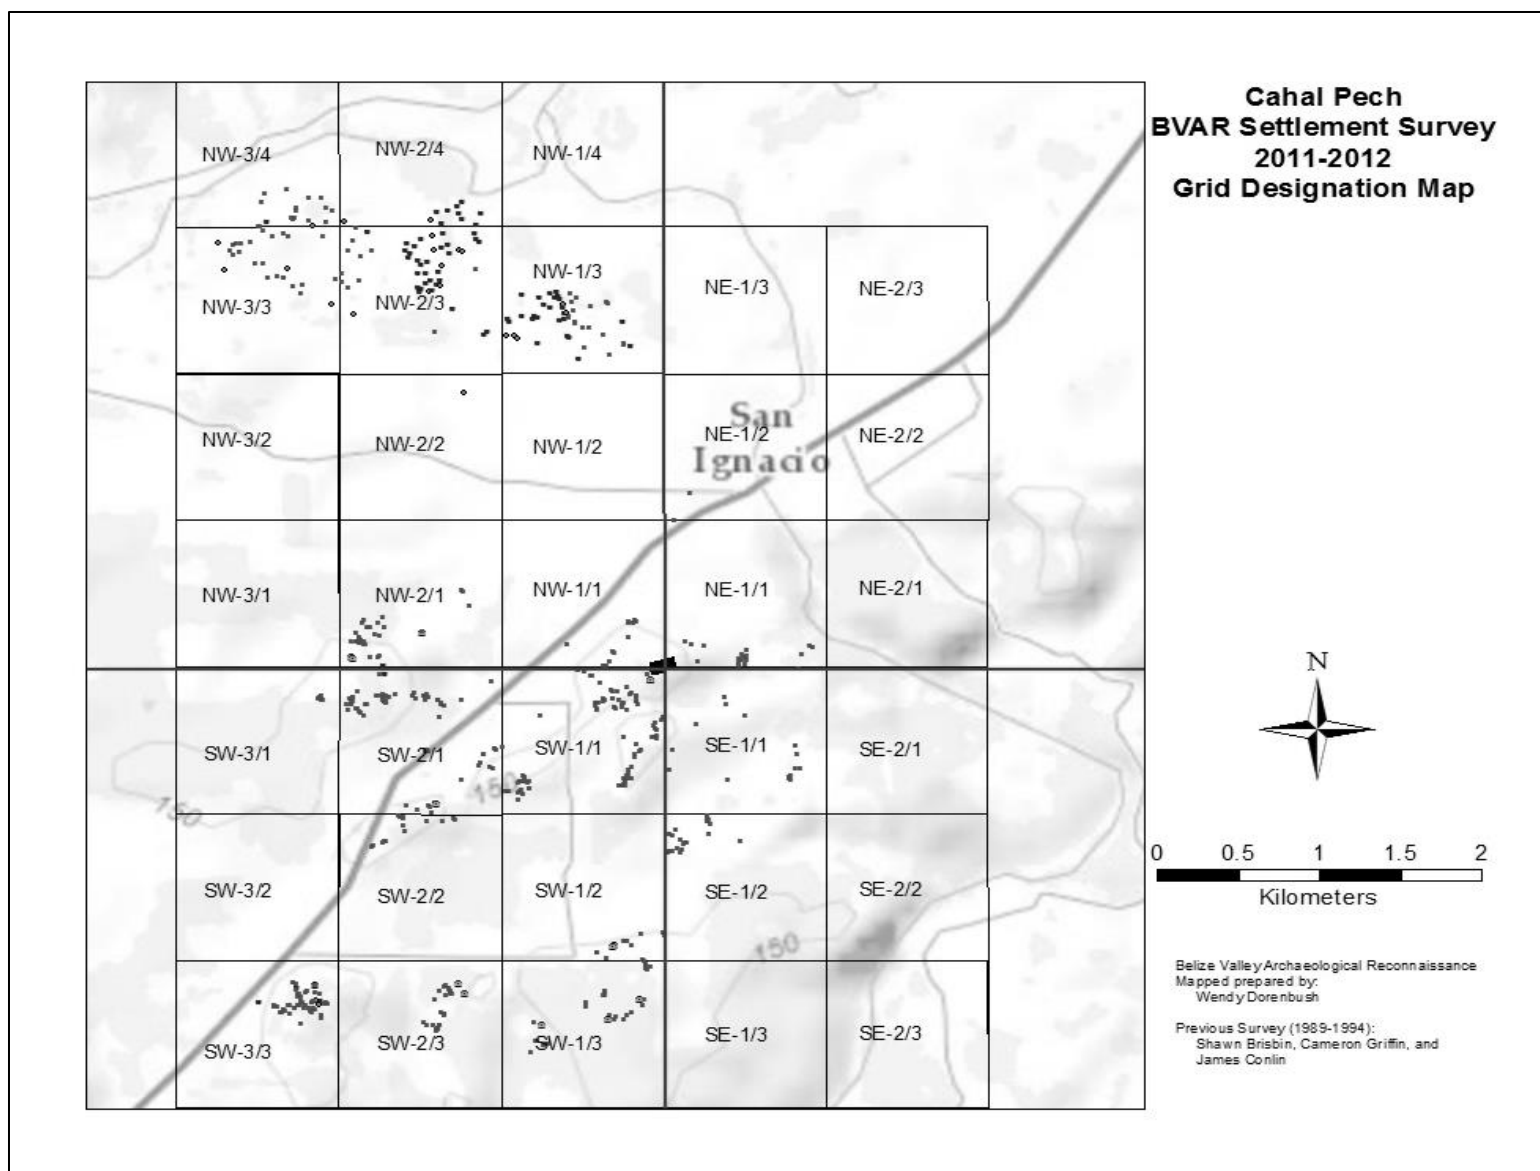 Cahal Pech
BVAR Settlement Survey
2011-2012
Grid Designation Map
NW-3/4
NW-2/4
NW-1/4
NW-3/3
NW-2/3
NW-1/3
NE-1/3
NE-2/3
San
Ignacio
NW-3/2
NW-2/2
NW-1/2
NE-1/2
NE-2/2
NW-3/1
NW-2/1
NW-1/1
NE-1/1
NE-2/1
N
SW-3/1
SW-2/1
SW-1/1
SE-1/1
SE-2/1
150
150
SW-3/2
SW-2/2
SW-1/2
SE-1/2
SE-2/2
150
SW-3/3
SW-2/3
SW-1/3
SE-1/3
SE-2/3
0 0.5 1 1.5 2
Kilometers
Belize Valley Archaeological Reconnaissance
Mapped prepared by:
Wendy Dorenbush
Previous Survey (1989-1994):
Shawn Brisbin, Cameron Griffin, and
James Conlin